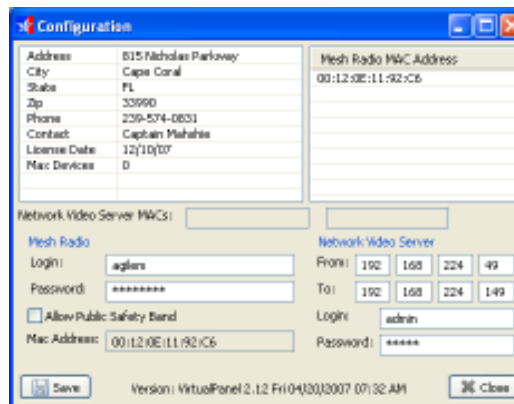 Configuration
Address 815 Nicholas Parkway
City Cape Coral
State FL
Zip 33990
Phone 239-574-0831
Contact Captain
License Date 12/10/07
Max Devices 0
Mesh Radio MAC Address
00:12:0E:11:92:C6
Network Video Server MACs:
Mesh Radio
Login:
Password: ********
Allow Public Safety Band
Mac Address: 00:12:0E:11:92:C6
Network Video Server
From: 192 168 224 49
To: 192 168 224 149
Login: admin
Password: *****
Save
Version: VirtualPanel 2.12 Fri 04/20/2007 07:32 AM
Close